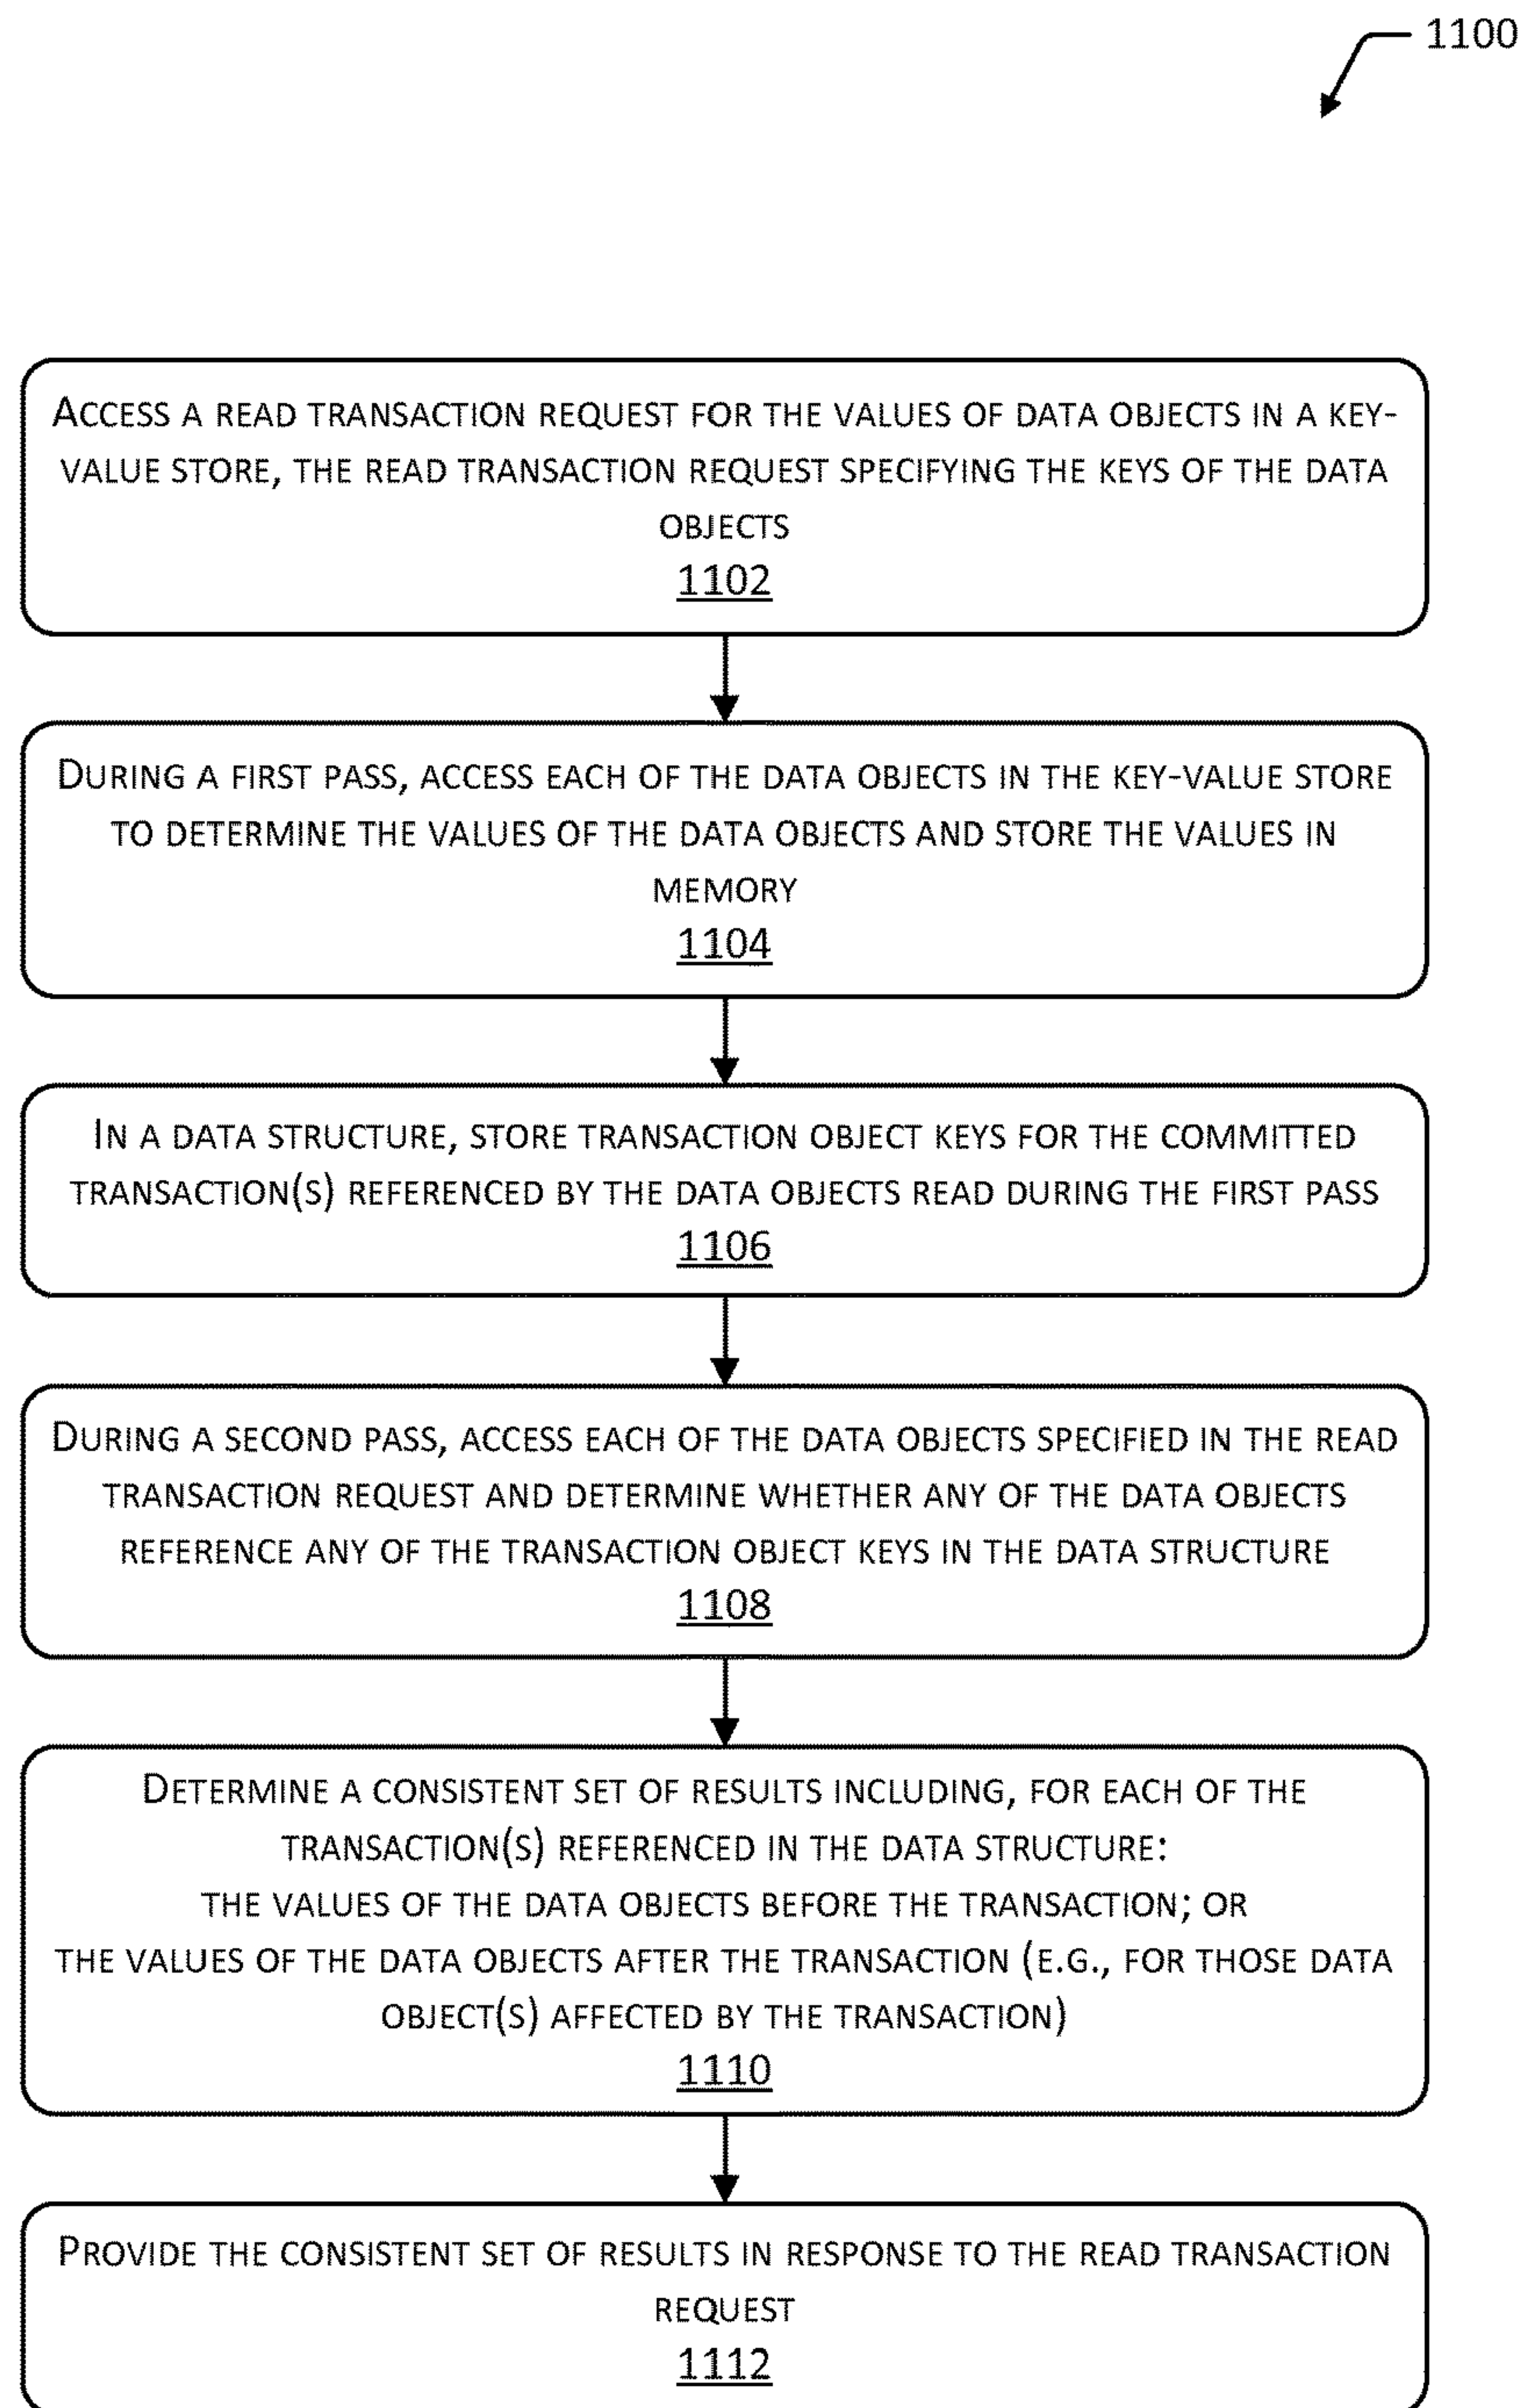 1100
ACCESS A READ TRANSACTION REQUEST FOR THE VALUES OF DATA OBJECTS IN A KEY-
VALUE STORE, THE READ TRANSACTION REQUEST SPECIFYING THE KEYS OF THE DATA
OBJECTS
1102
DURING A FIRST PASS, ACCESS EACH OF THE DATA OBJECTS IN THE KEY-VALUE STORE
TO DETERMINE THE VALUES OF THE DATA OBJECTS AND STORE THE VALUES IN
MEMORY
1104
IN A DATA STRUCTURE, STORE TRANSACTION OBJECT KEYS FOR THE COMMITTED
TRANSACTION(S) REFERENCED BY THE DATA OBJECTS READ DURING THE FIRST PASS
1106
DURING A SECOND PASS, ACCESS EACH OF THE DATA OBJECTS SPECIFIED IN THE READ
TRANSACTION REQUEST AND DETERMINE WHETHER ANY OF THE DATA OBJECTS
REFERENCE ANY OF THE TRANSACTION OBJECT KEYS IN THE DATA STRUCTURE
1108
DETERMINE A CONSISTENT SET OF RESULTS INCLUDING, FOR EACH OF THE
TRANSACTION(S) REFERENCED IN THE DATA STRUCTURE:
THE VALUES OF THE DATA OBJECTS BEFORE THE TRANSACTION; OR
THE VALUES OF THE DATA OBJECTS AFTER THE TRANSACTION (E.G., FOR THOSE DATA
OBJECT(S) AFFECTED BY THE TRANSACTION)
1110
PROVIDE THE CONSISTENT SET OF RESULTS IN RESPONSE TO THE READ TRANSACTION
REQUEST
1112